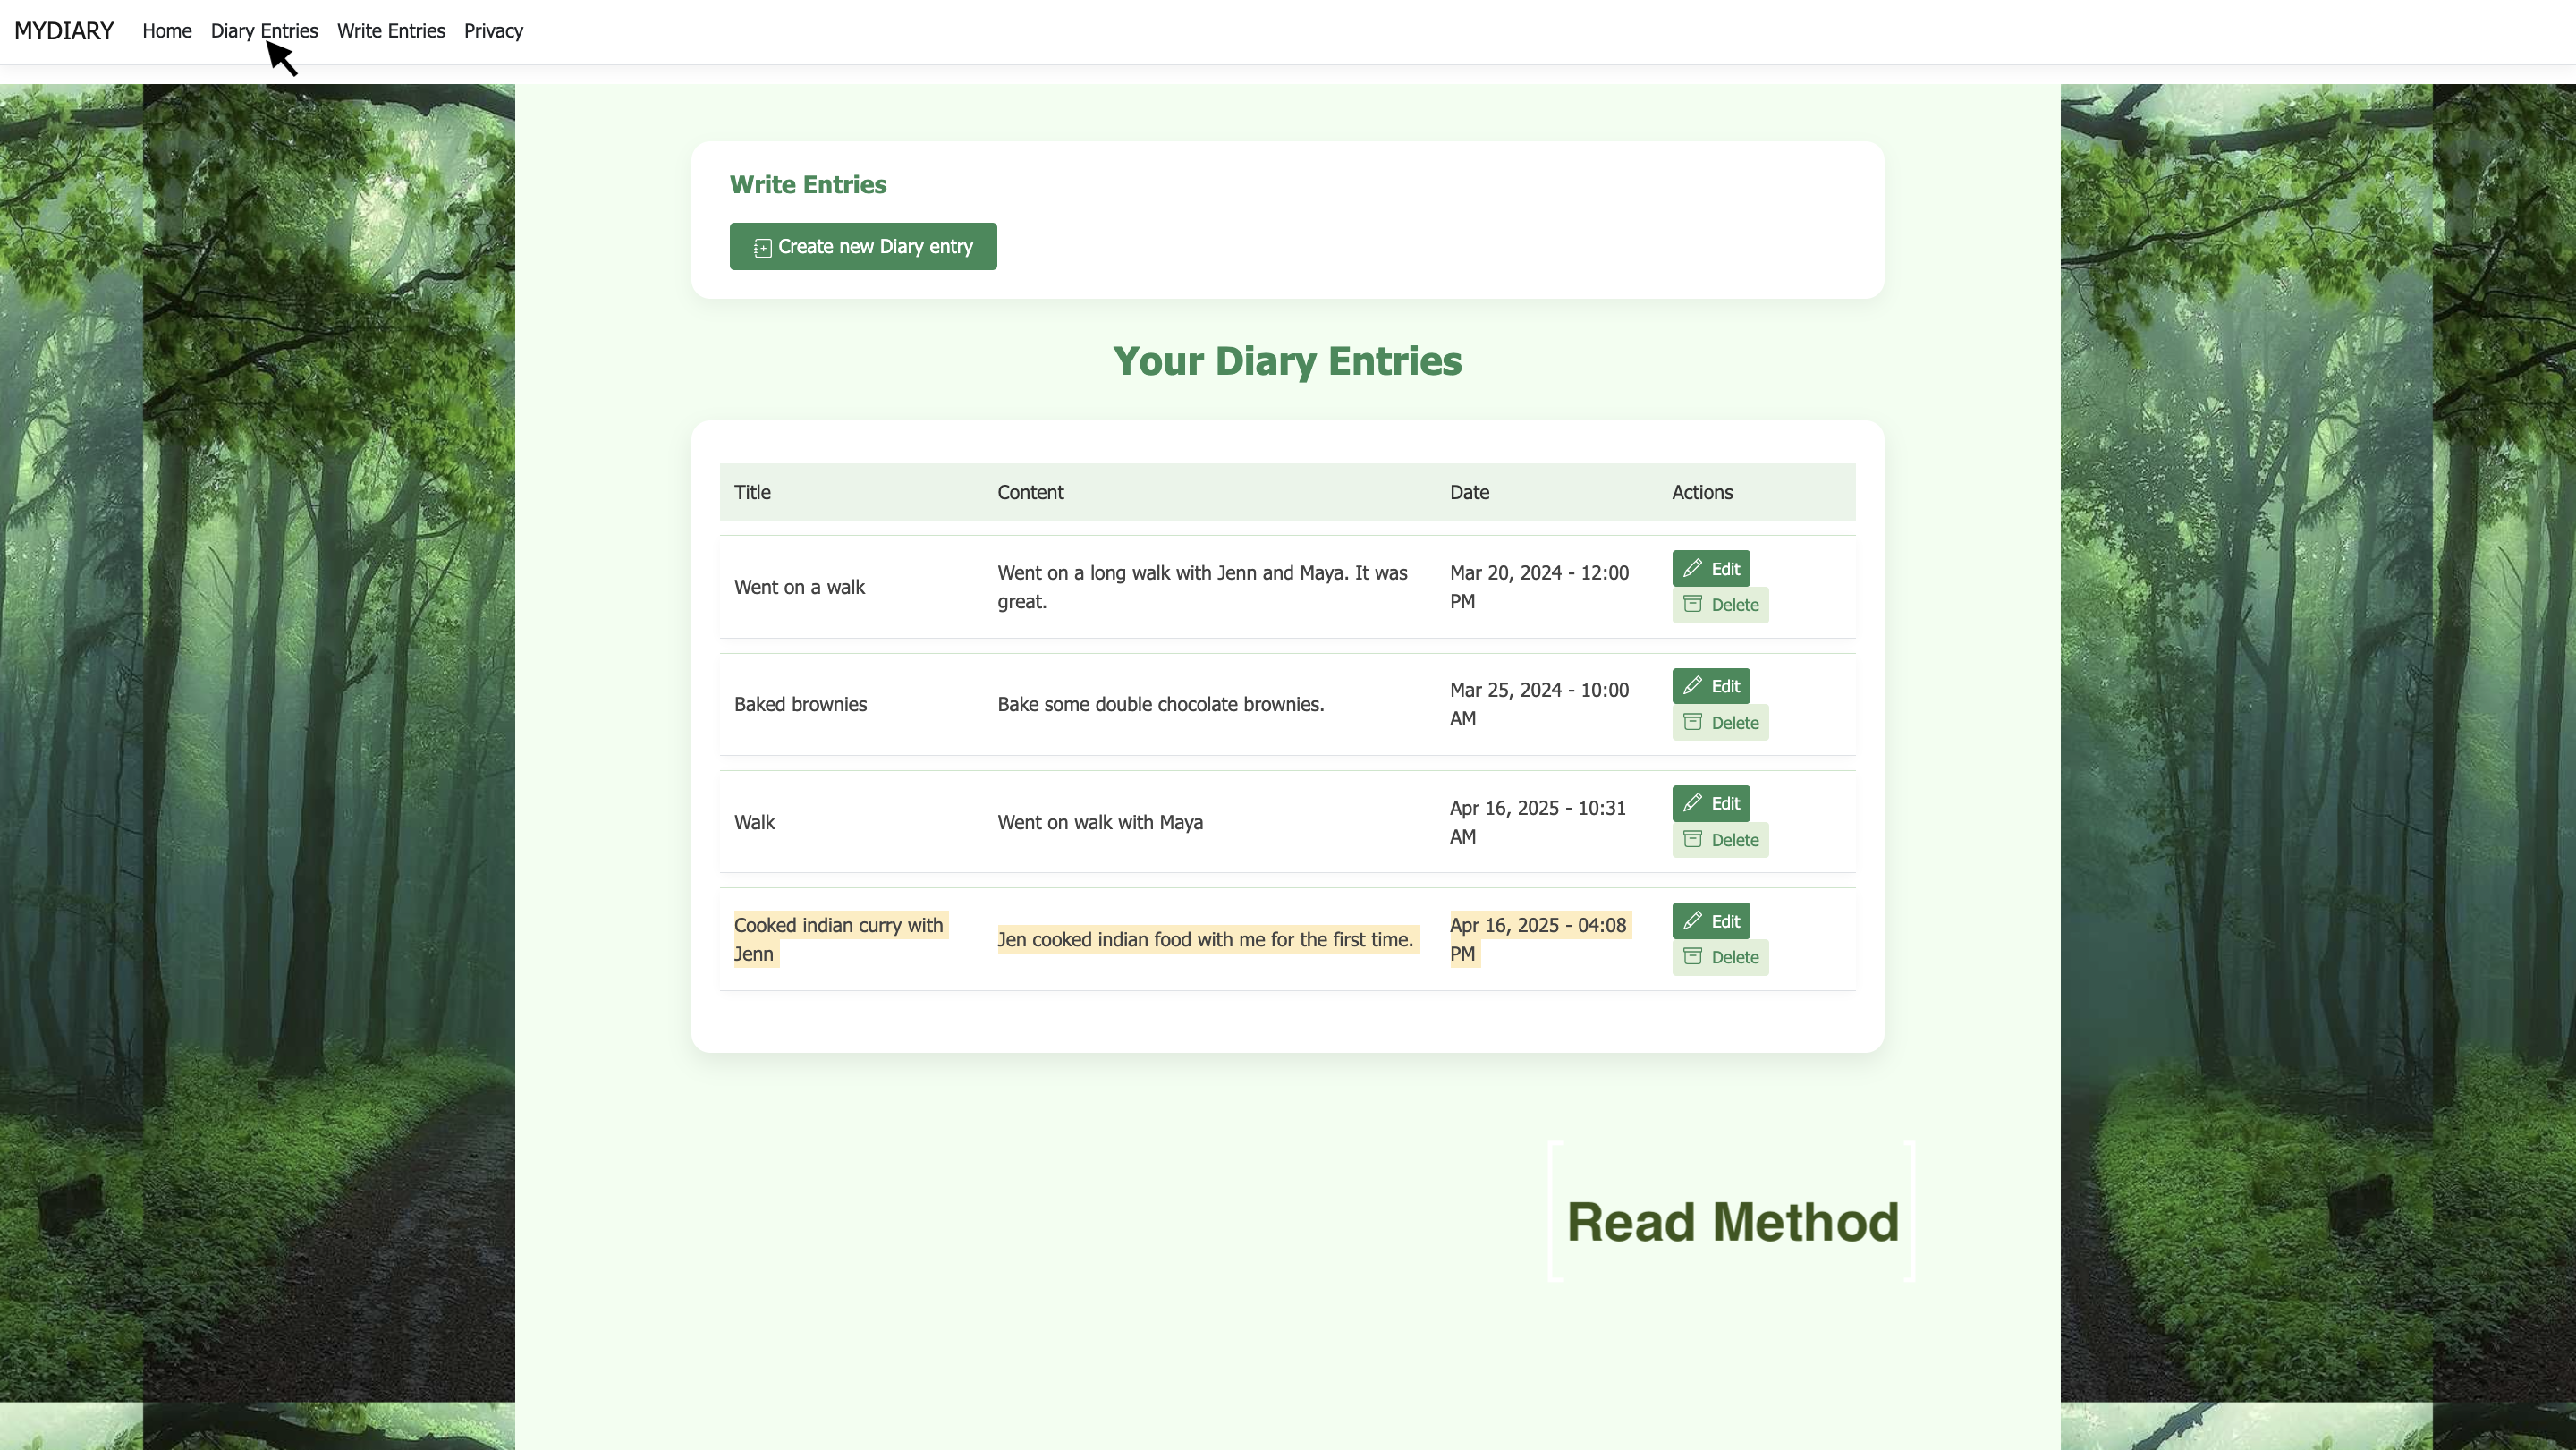 MYDIARY Home Diary Entries Write Entries Privacy
Write Entries
Create new Diary entry
Your Diary Entries
Title Content Date Actions
Went on a walk Went on a long walk with Jenn and Maya. It was
great. Mar 20, 2024 - 12:00
PM Edit
Delete
Baked brownies Bake some double chocolate brownies. Mar 25, 2024 - 10:00
AM Edit
Delete
Walk Went on walk with Maya Apr 16, 2025 - 10:31
AM Edit
Delete
Cooked indian curry with
Jenn Jen cooked indian food with me for the first time. Apr 16, 2025 - 04:08
PM Edit
Delete
Read Method